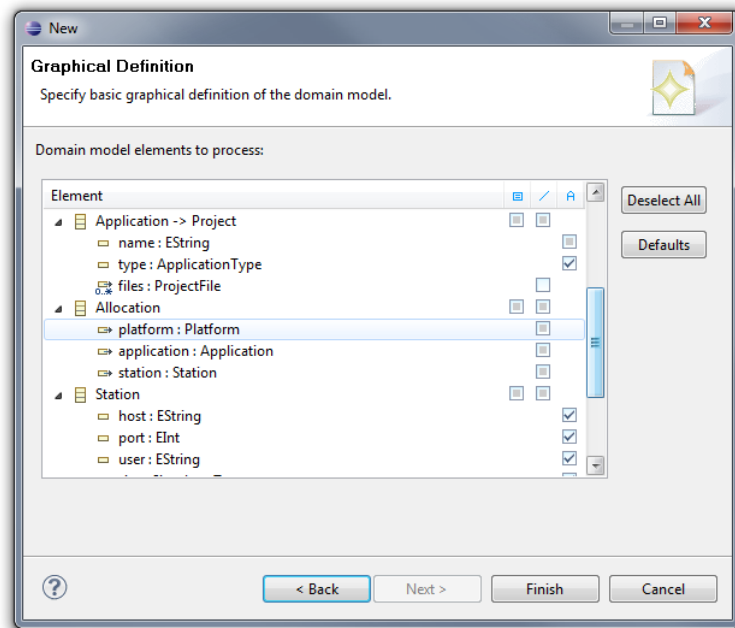 New
Graphical Definition
Specify basic graphical definition of the domain model.
Domain model elements to process:
Element
A
Deselect All
Application -> Project
name : EString
Defaults
type : ApplicationType
0..*
files : ProjectFile
Allocation
platform : Platform
application : Application
station : Station
Station
host : EString
port : EInt
user : EString
?
< Back
Next >
Finish
Cancel